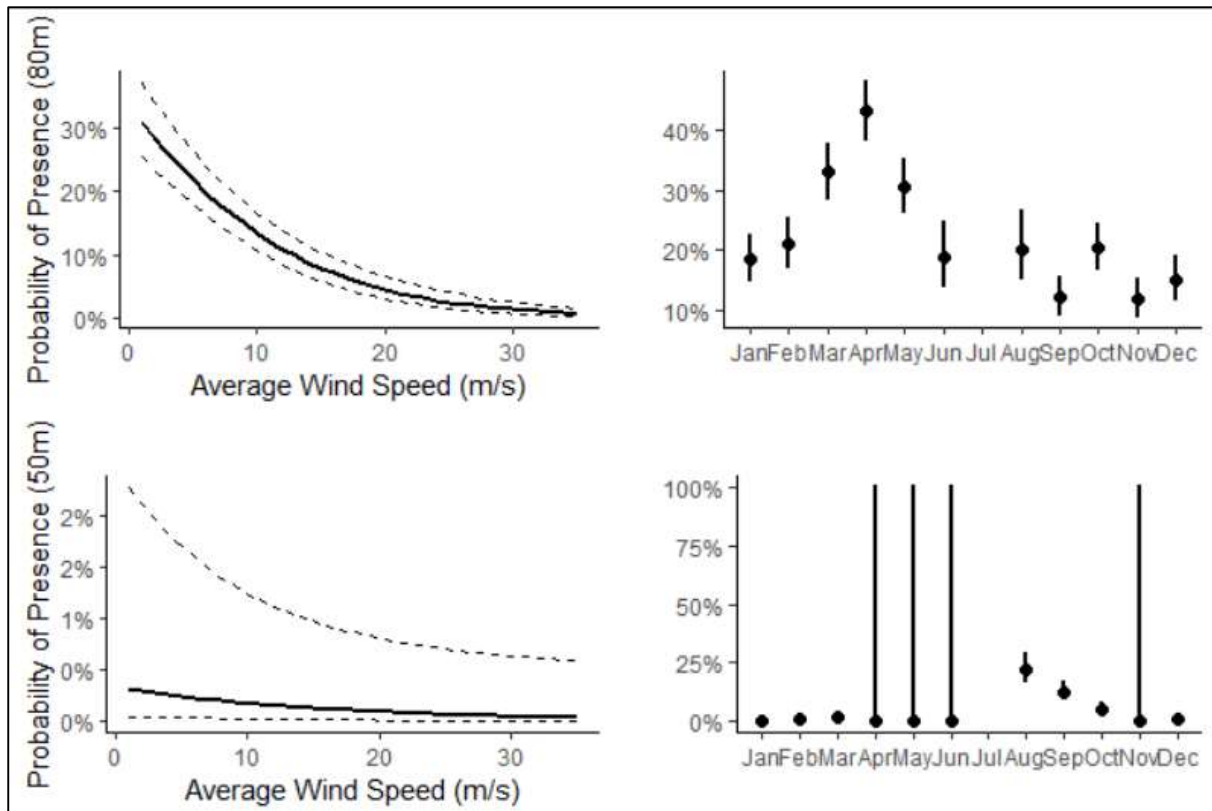 Probability of Presence (80m)
30%
20%
10%
0%
0 10 20 30
Average Wind Speed (m/s)
40%
30%
20%
10%
Jan Feb Mar Apr May Jun Jul Aug Sep Oct Nov Dec
Probability of Presence (50m)
2%
2%
1%
0%
0%
0 10 20 30
Average Wind Speed (m/s)
100%
75%
50%
25%
0%
Jan Feb Mar Apr May Jun Jul Aug Sep Oct Nov Dec